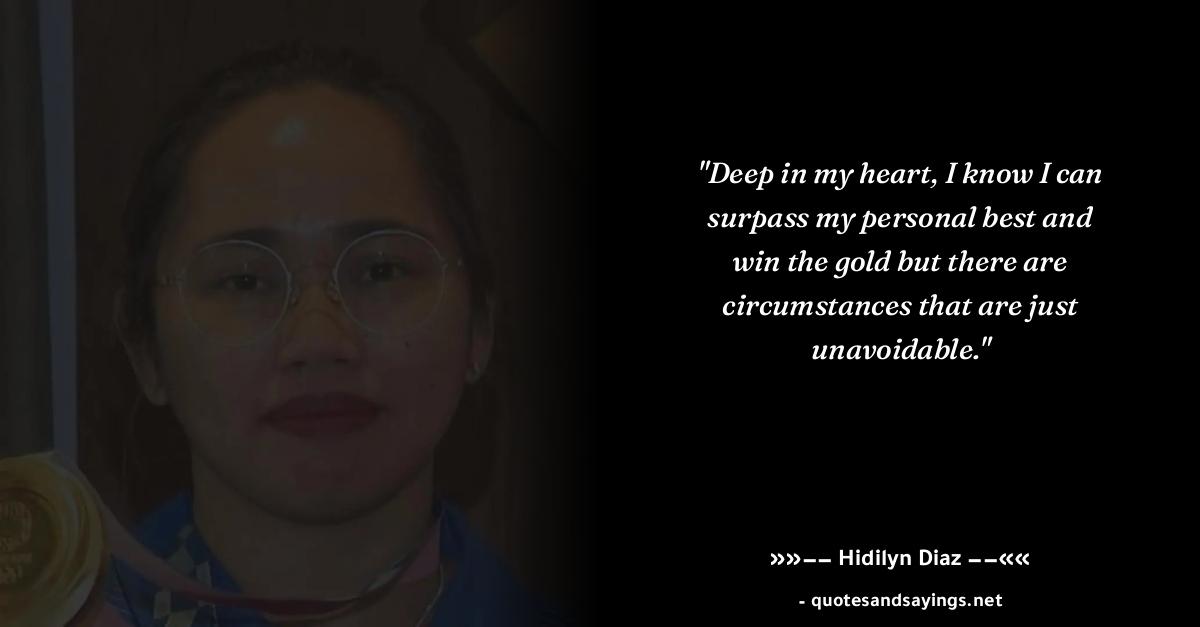 "Deep in my heart, I know I can
surpass my personal best and
win the gold but there are
circumstances that are just
unavoidable."
»»−− Hidilyn Diaz −−««
- quotesandsayings.net